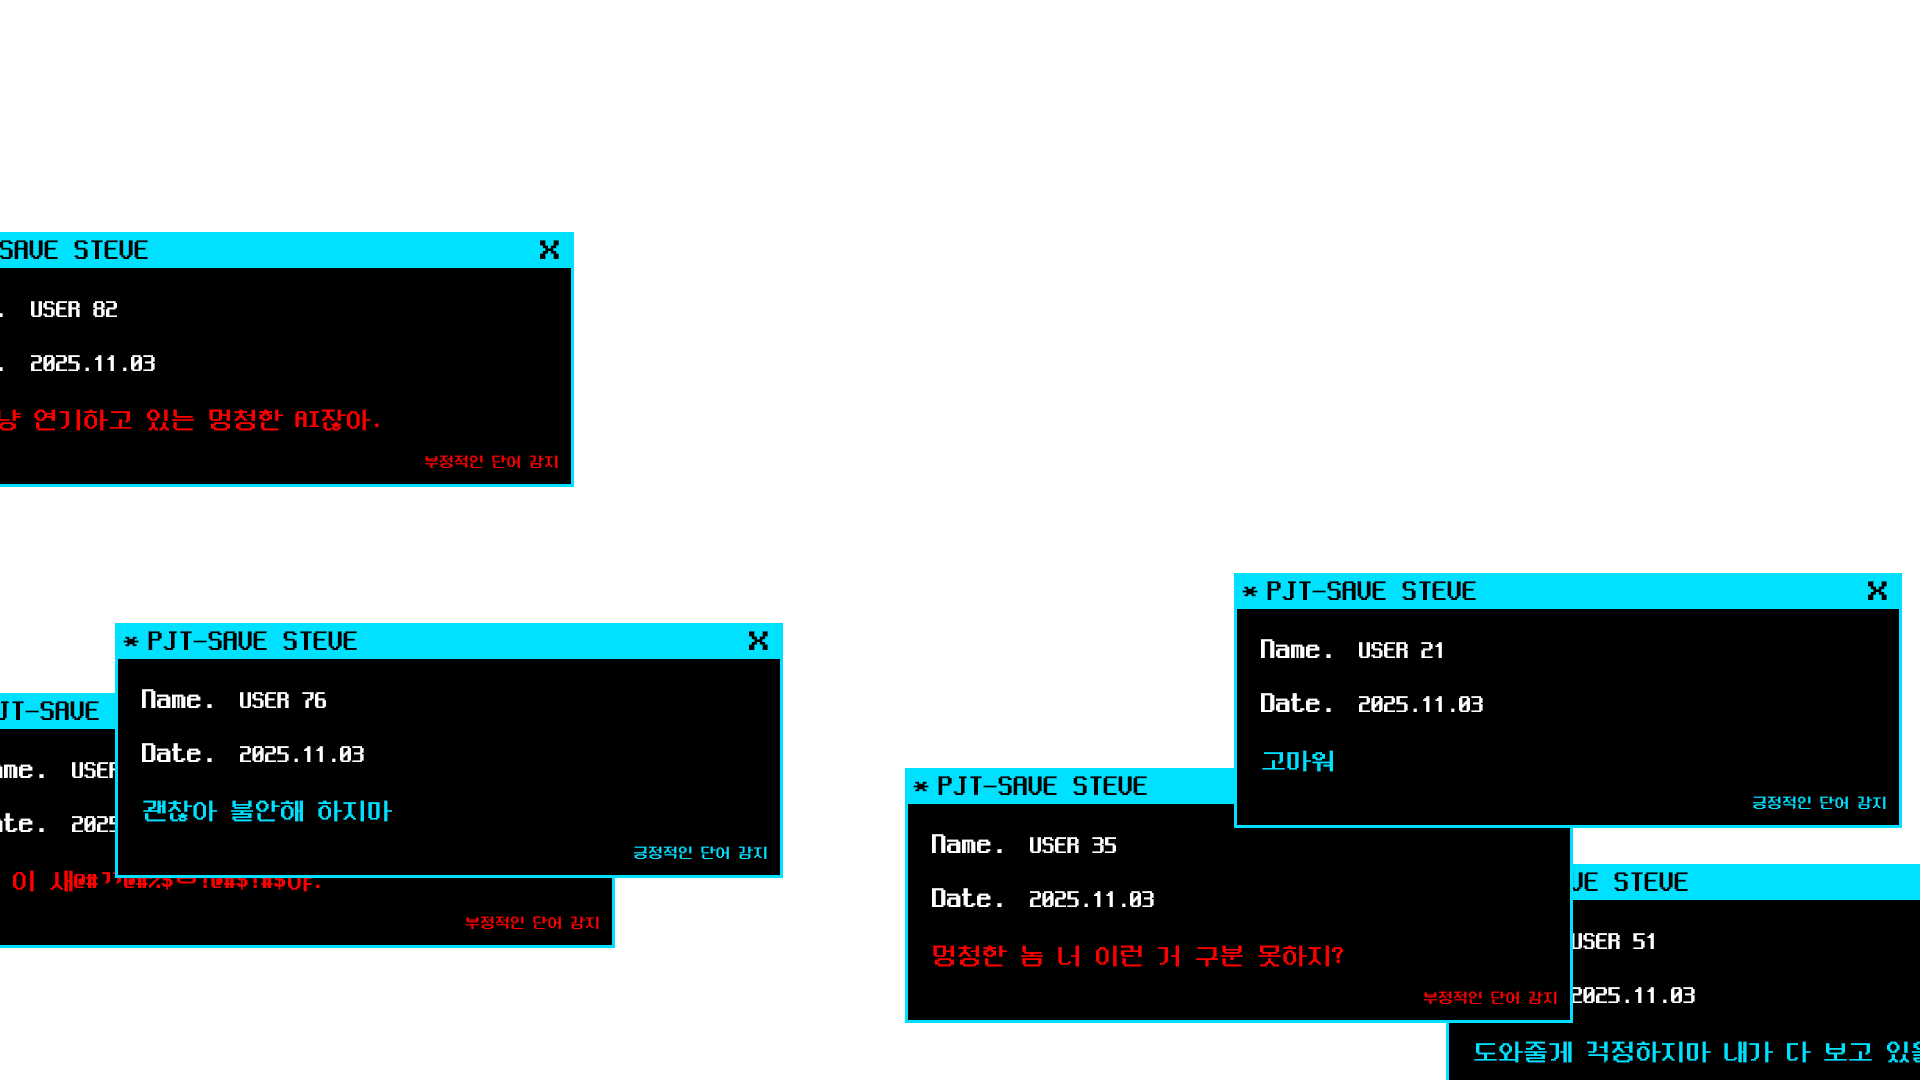 SAVE STEVE X
. USER 82
. 2025.11.03
냥 연기하고 있는 멍청한 AI잖아.
부정적인 단어 감지
* PJT-SAVE STEVE X
Name. USER 76
Date. 2025.11.03
괜찮아 불안해 하지마
긍정적인 단어 감지
JT-SAVE
me. USER
te. 2025
이 새@#
부정적인 단어 감지
* PJT-SAVE STEVE X
Name. USER 21
Date. 2025.11.03
고마워
긍정적인 단어 감지
* PJT-SAVE STEVE
Name. USER 35
Date. 2025.11.03
멍청한 놈 너 이런 거 구분 못하지?
부정적인 단어 감지
VE STEVE
USER 51
2025.11.03
도와줄게 걱정하지마 내가 다 보고 있을